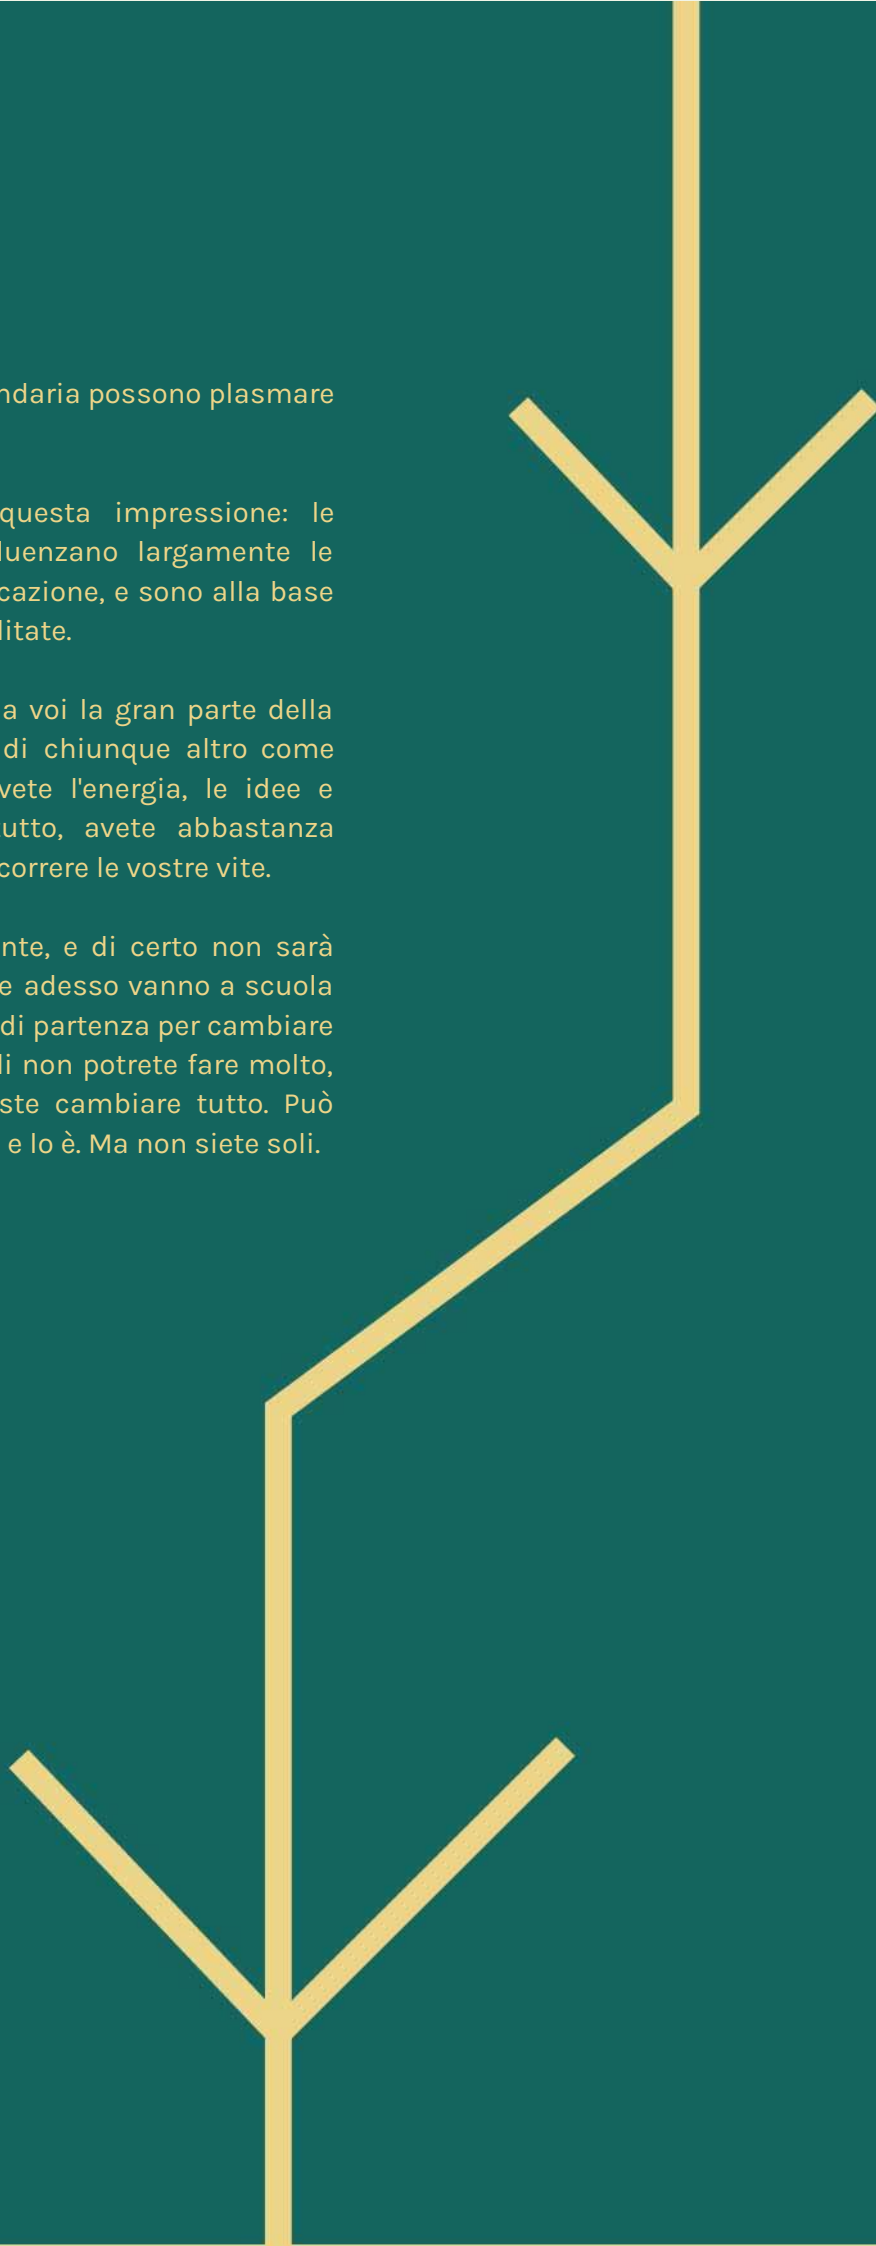 ndaria possono plasmare
questa impressione: le
luenzano largamente le
cazione, e sono alla base
litate.
a voi la gran parte della
di chiunque altro come
vete l'energia, le idee e
utto, avete abbastanza
correre le vostre vite.
nte, e di certo non sarà
e adesso vanno a scuola
di partenza per cambiare
li non potrete fare molto,
ste cambiare tutto. Può
e lo è. Ma non siete soli.